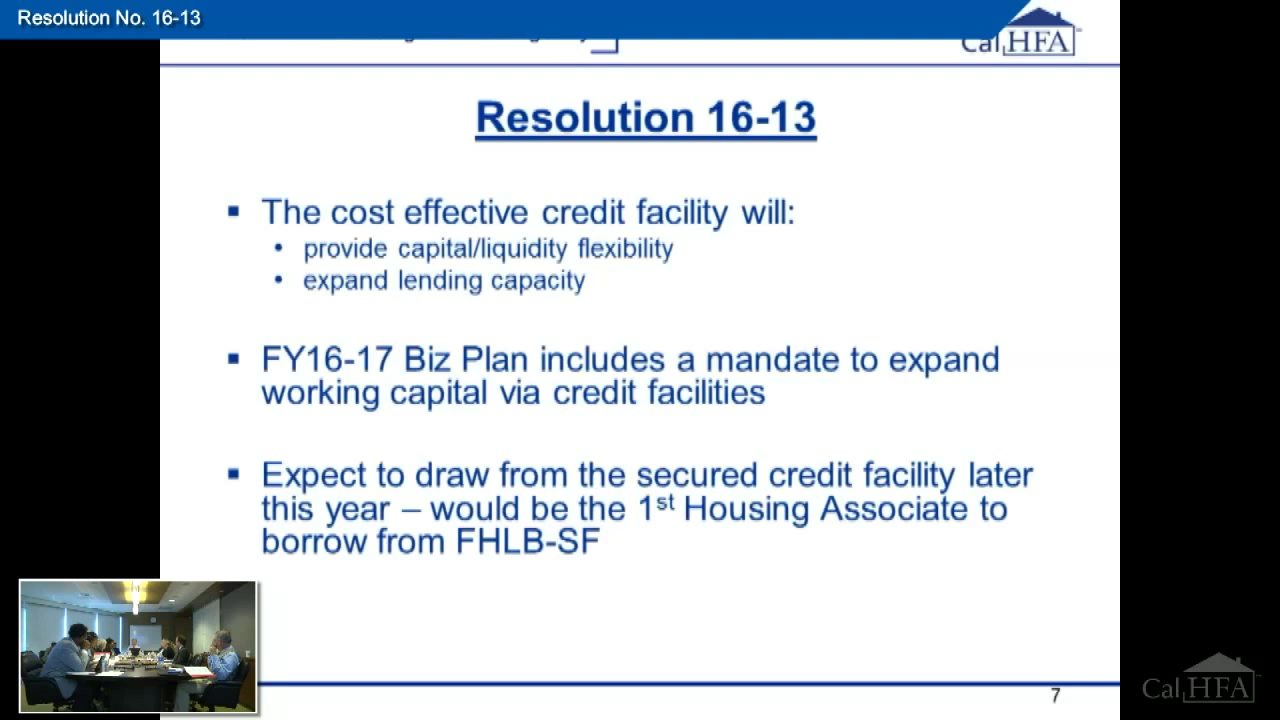 Resolution No. 16-13
CalHFA
Resolution 16-13
▪ The cost effective credit facility will:
• provide capital/liquidity flexibility
• expand lending capacity
▪ FY16-17 Biz Plan includes a mandate to expand
working capital via credit facilities
▪ Expect to draw from the secured credit facility later
this year – would be the 1st Housing Associate to
borrow from FHLB-SF
7
CalHFA